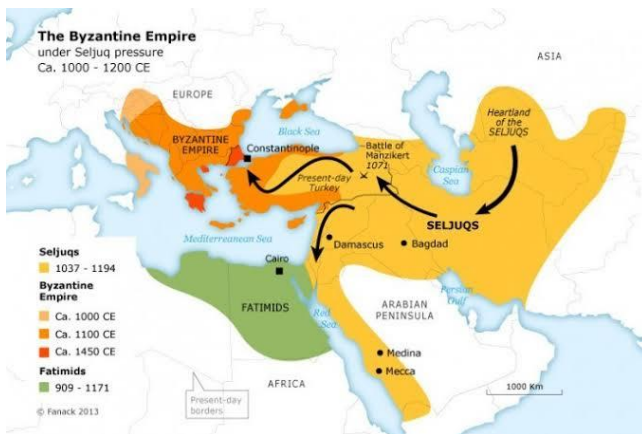 The Byzantine Empire
under Seljuq pressure
Ca. 1000 - 1200 CE
EUROPE
ASIA
BYZANTINE
EMPIRE
Constantinople
Black Sea
Battle of
Manzikert
1071
Present-day
Turkey
Caspian
Sea
Heartland
of the
SELJUQS
SELJUQS
Mediterranean Sea
Damascus
Bagdad
Cairo
FATIMIDS
Red
Sea
Persian
Gulf
ARABIAN
PENINSULA
Medina
Mecca
AFRICA
Seljuqs
1037 - 1194
Byzantine
Empire
Ca. 1000 CE
Ca. 1100 CE
Ca. 1450 CE
Fatimids
909 - 1171
Present-day
borders
1000 Km
© Fanack 2013